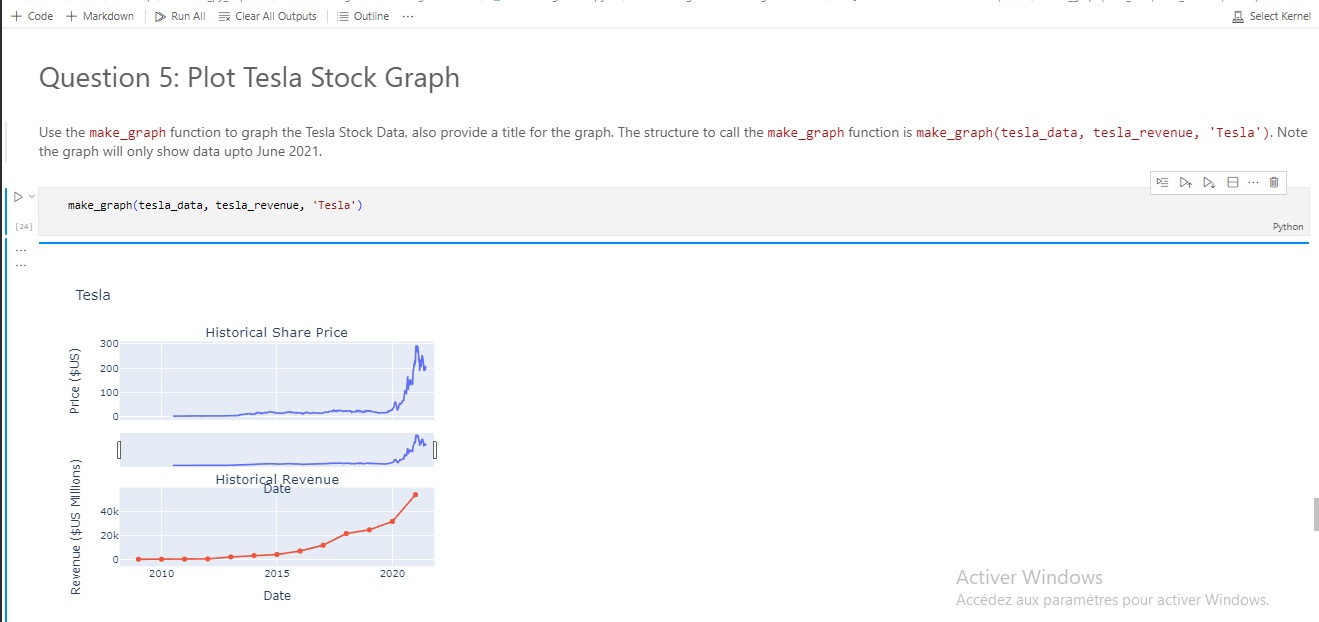 Code
Markdown
Run All
Clear All Outputs
Outline
...
Select Kernel
Question 5: Plot Tesla Stock Graph
Use the make_graph function to graph the Tesla Stock Data, also provide a title for the graph. The structure to call the make_graph function is make_graph(tesla_data, tesla_revenue, 'Tesla'). Note
the graph will only show data upto June 2021.
make_graph(tesla_data, tesla_revenue, 'Tesla')
[24]
Python
...
...
Tesla
Historical Share Price
Price ($US)
300
200
100
0
Historical Revenue
Date
Revenue ($US Millions)
40k
20k
0
2010
2015
2020
Date
Activer Windows
Accédez aux paramètres pour activer Windows.